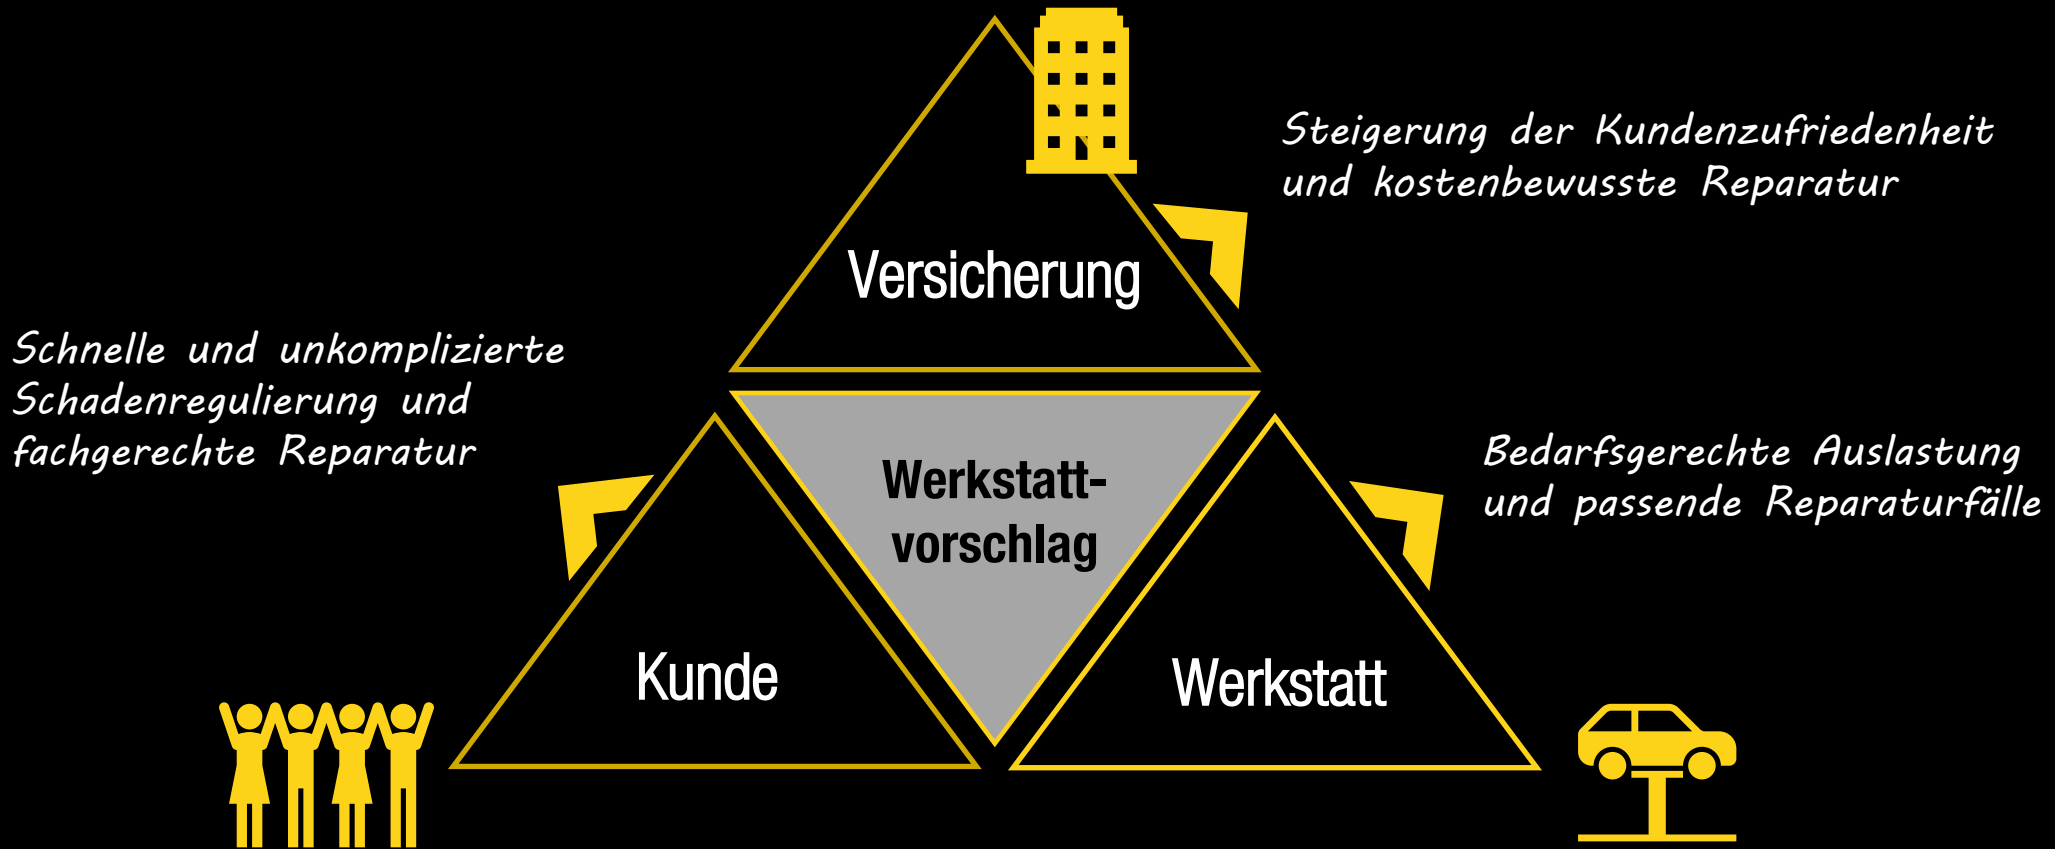 Steigerung der Kundenzufriedenheit
und kostenbewusste Reparatur
Versicherung
Schnelle und unkomplizierte
Schadenregulierung und
fachgerechte Reparatur
Werkstatt-
vorschlag
Bedarfsgerechte Auslastung
und passende Reparaturfälle
Kunde
Werkstatt